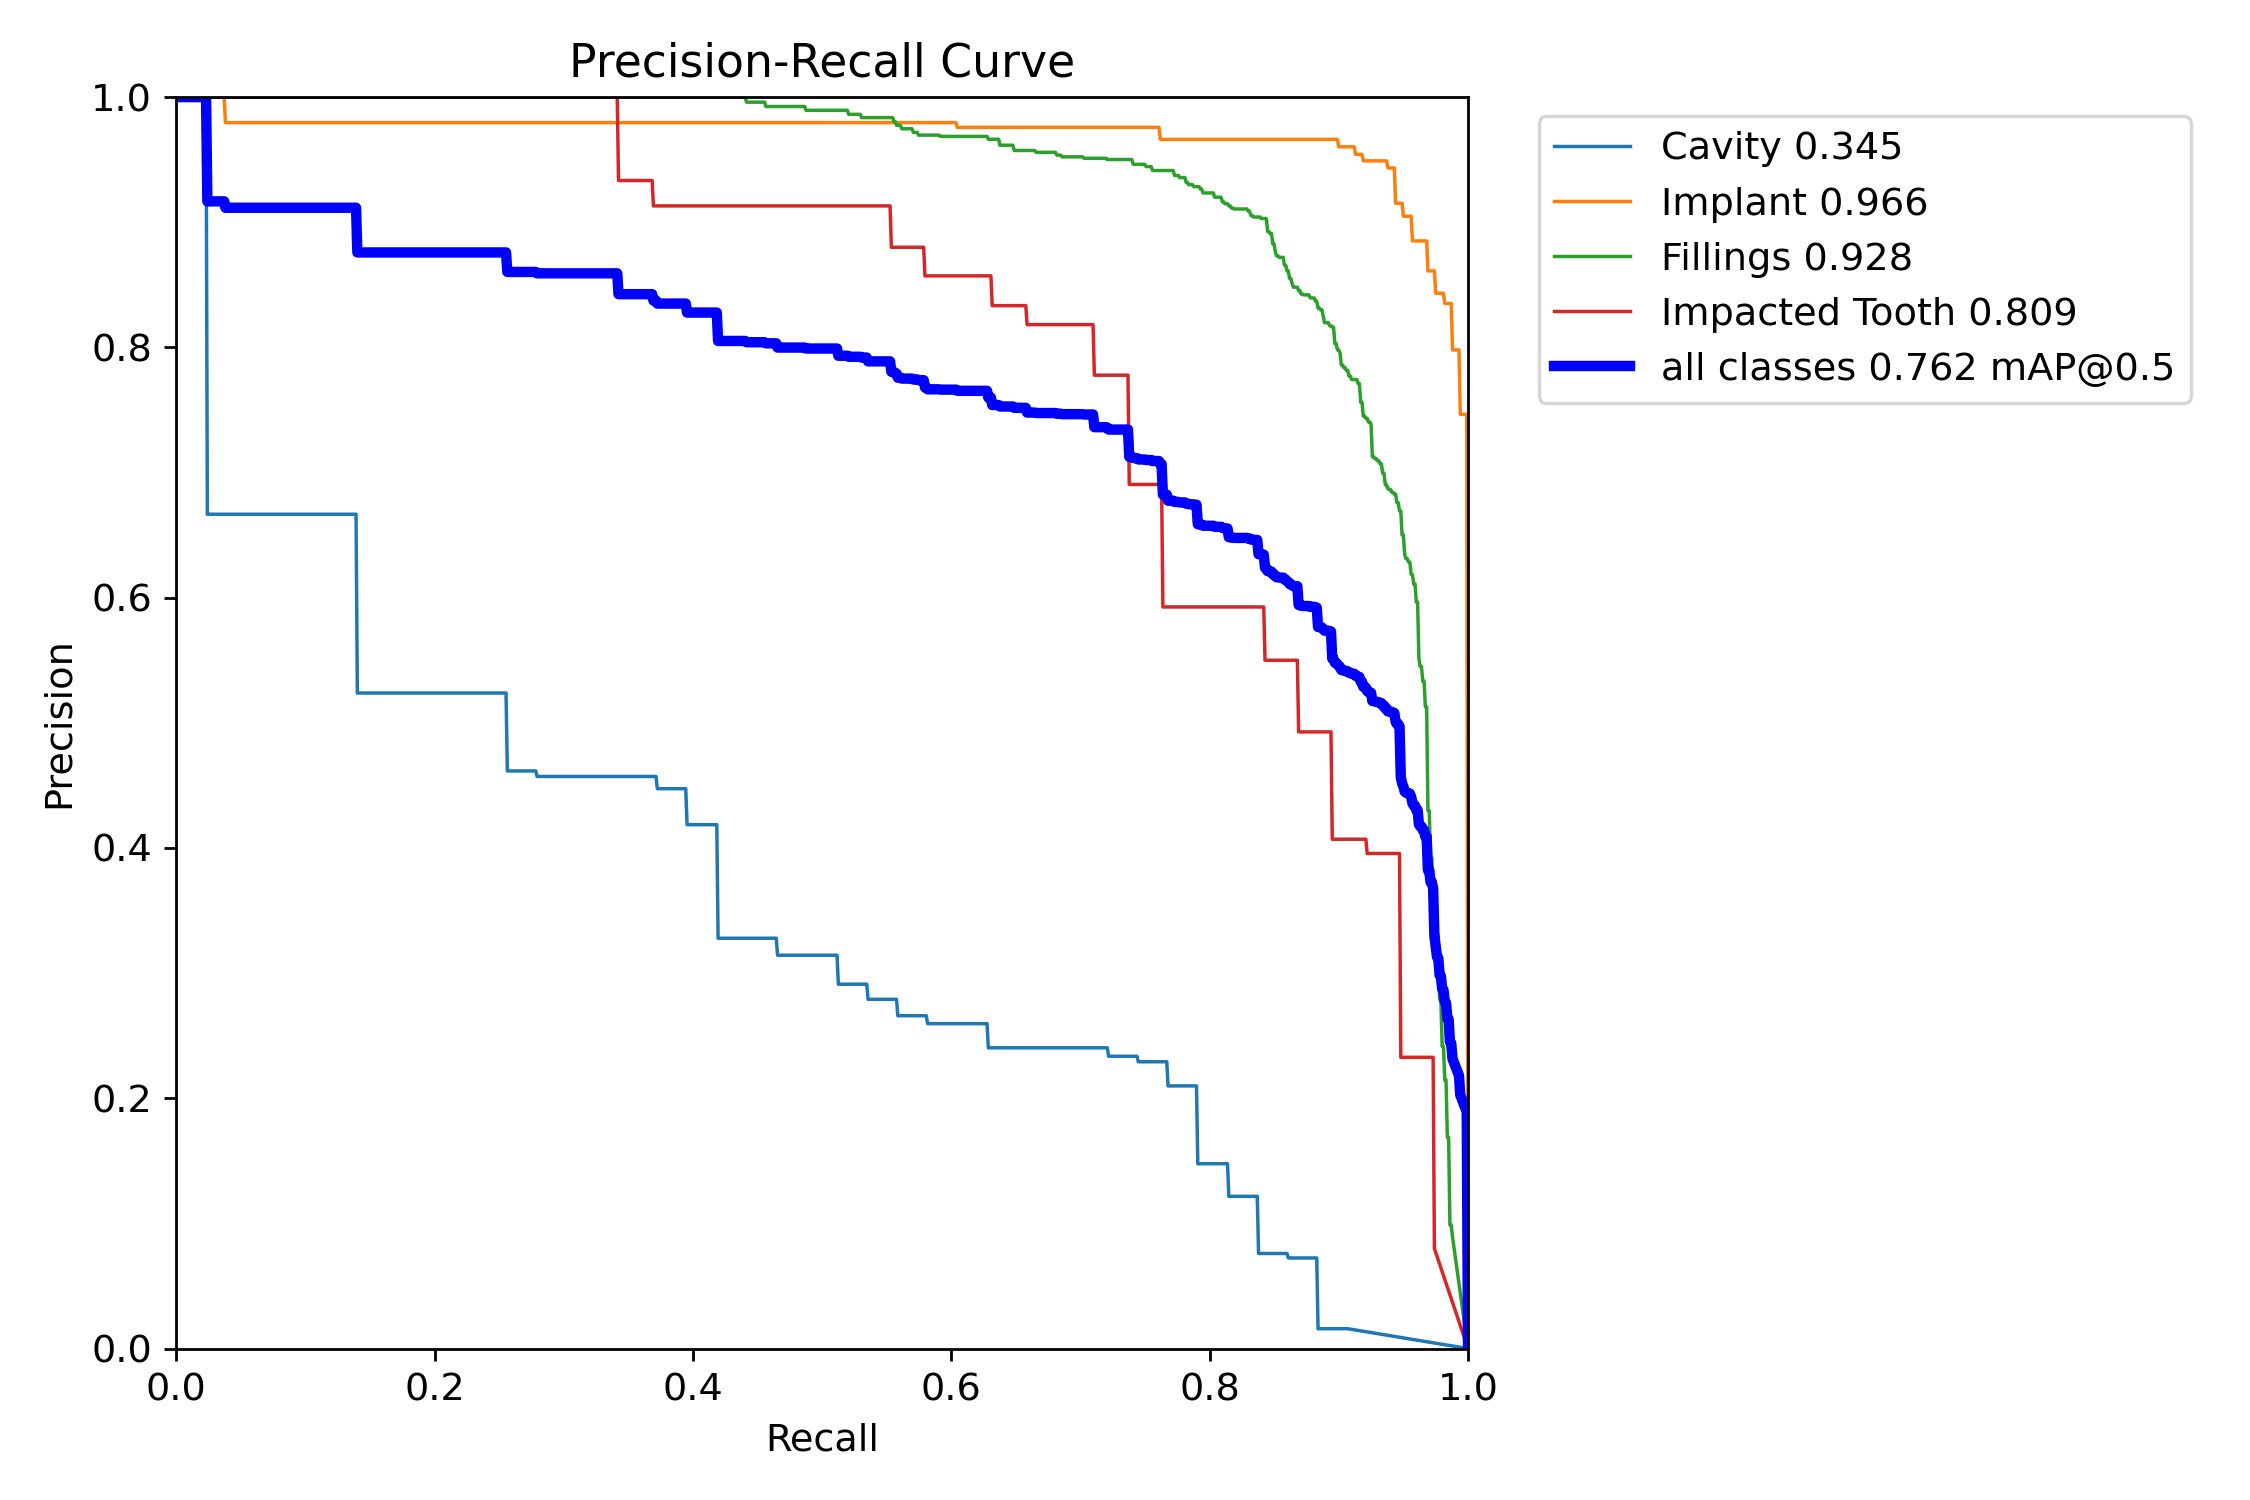 Precision-Recall Curve
1.0
0.8
0.6
0.4
0.2
0.0
Precision
0.0 0.2 0.4 0.6 0.8 1.0
Recall
Cavity 0.345
Implant 0.966
Fillings 0.928
Impacted Tooth 0.809
all classes 0.762 mAP@0.5